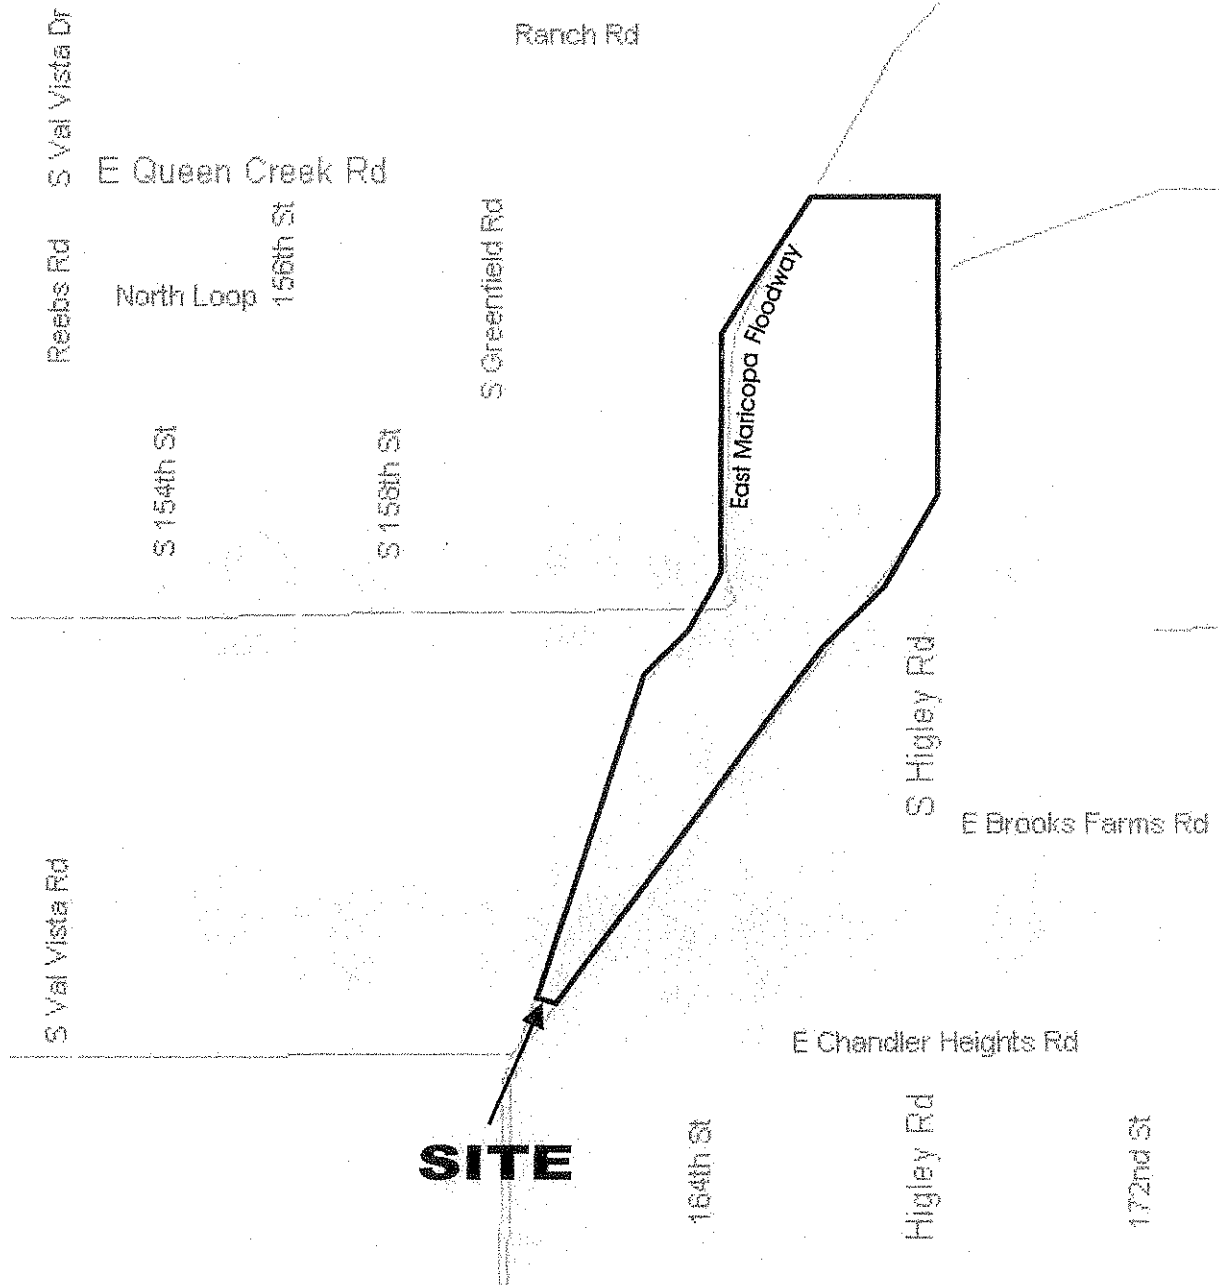 S Val Vista Dr
Ranch Rd
E Queen Creek Rd
Reebs Rd
North Loop
156th St
S Greenfield Rd
East Maricopa Floodway
S 154th St
S 158th St
S Higley Rd
E Brooks Farms Rd
S Val Vista Rd
E Chandler Heights Rd
SITE
164th St
Higley Rd
172nd St